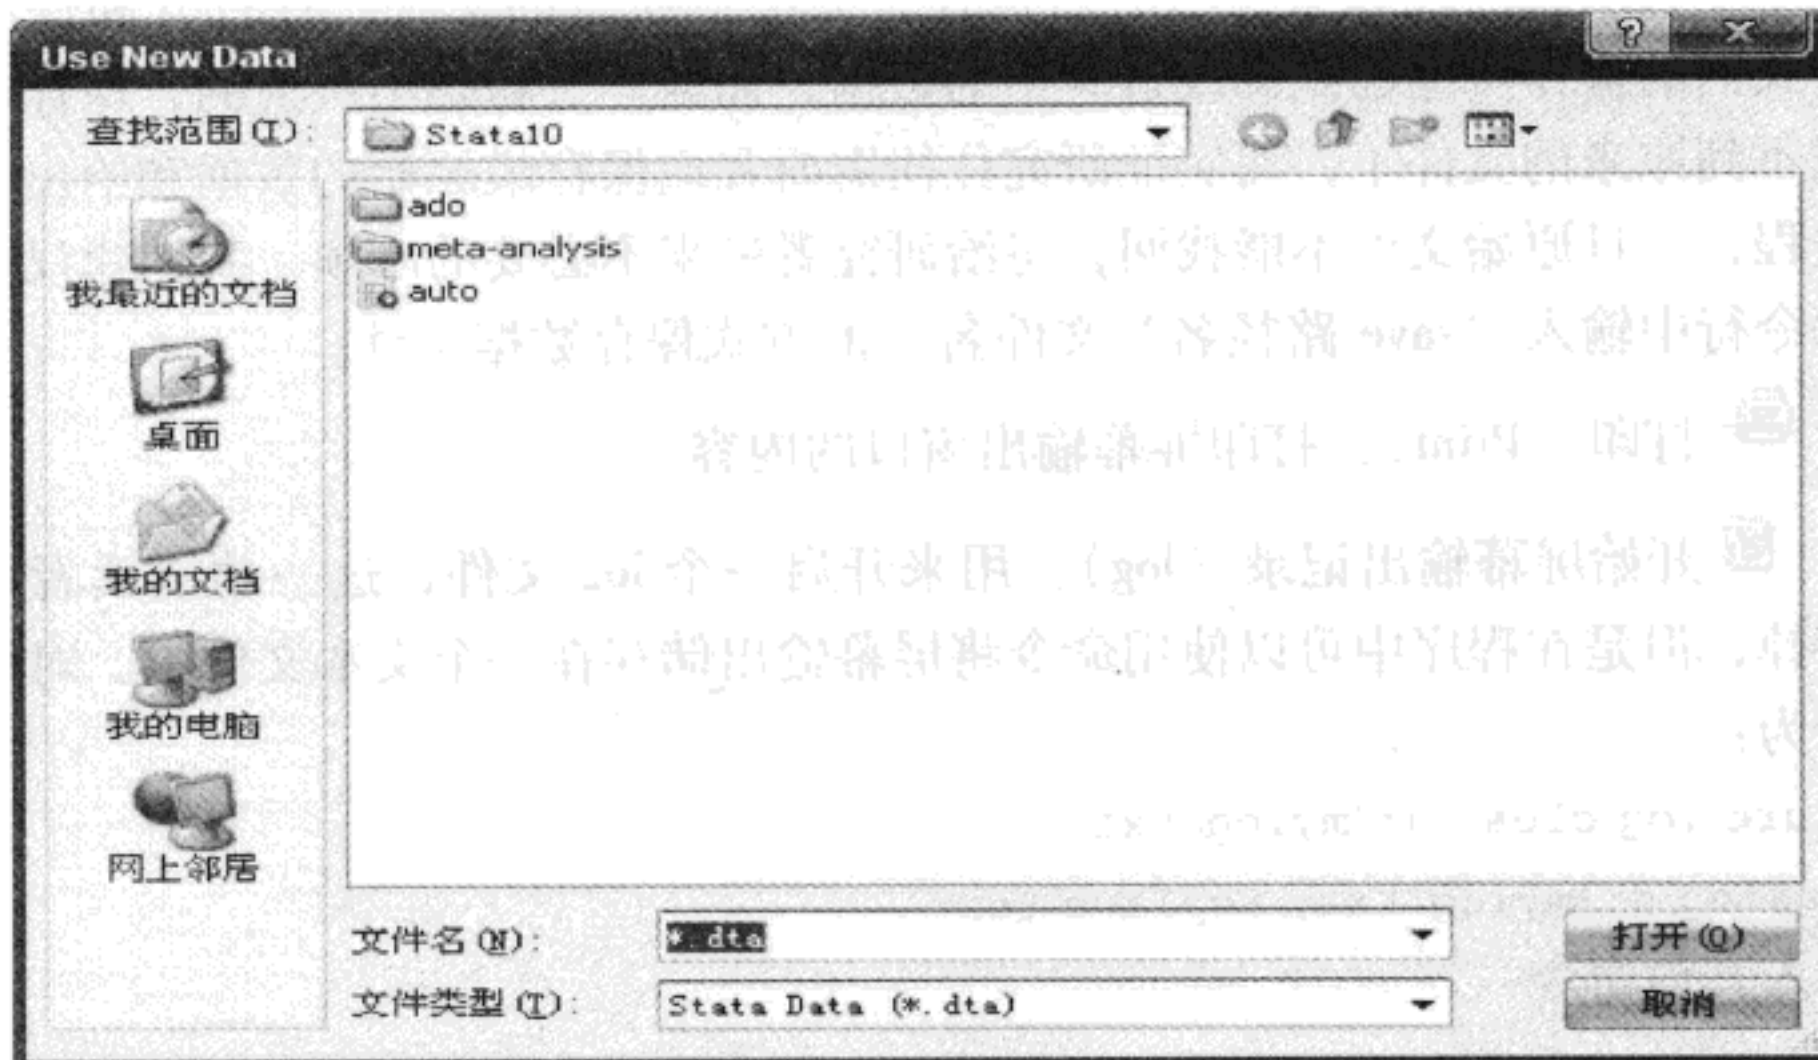 Use New Data
查找范围(I):
Stata10
ado
meta-analysis
auto
我最近的文档
桌面
我的文档
我的电脑
网上邻居
文件名(N):
*.dta
打开(O)
文件类型(T):
Stata Data (*.dta)
取消